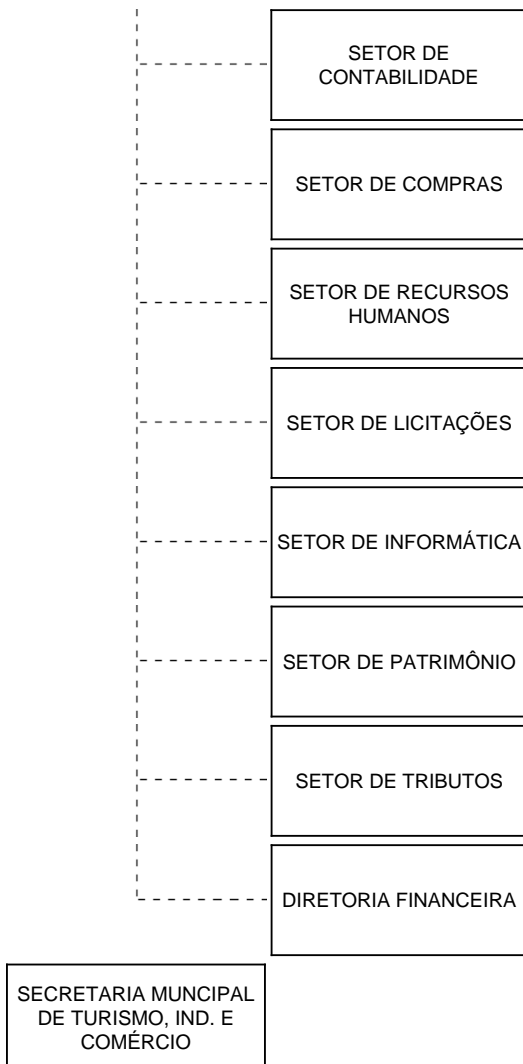 SETOR DE
CONTABILIDADE
SETOR DE COMPRAS
SETOR DE RECURSOS
HUMANOS
SETOR DE LICITAÇÕES
SETOR DE INFORMÁTICA
SETOR DE PATRIMÔNIO
SETOR DE TRIBUTOS
DIRETORIA FINANCEIRA
SECRETARIA MUNCIPAL
DE TURISMO, IND. E
COMÉRCIO